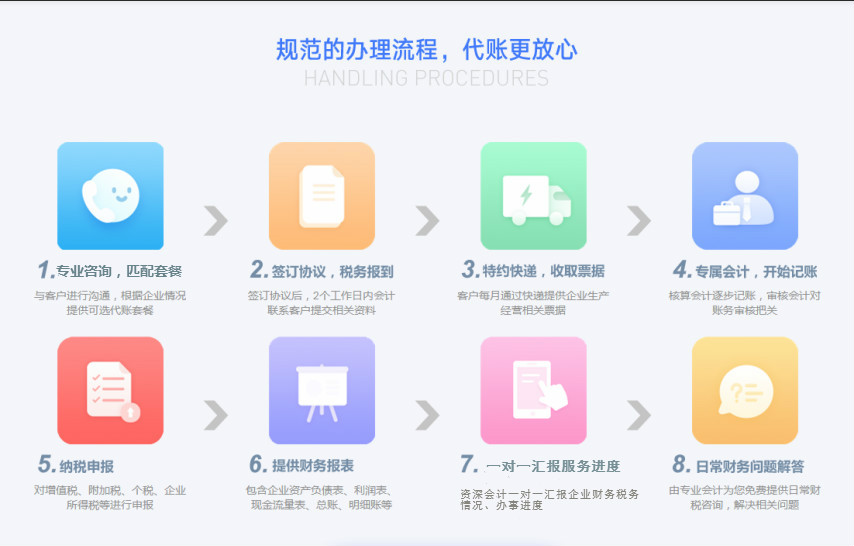 规范的办理流程，代账更放心
HANDLING PROCEDURES
1.专业咨询，匹配套餐
与客户进行沟通，根据企业情况
提供可选代账套餐
2.签订协议，税务报到
签订协议后，2个工作日内会计
联系客户提交相关资料
3.特约快递，收取票据
客户每月通过快递提供企业生产
经营相关票据
4.专属会计，开始记账
核算会计逐步记账，审核会计对
账务审核把关
5.纳税申报
对增值税、附加税、个税、企业
所得税等进行申报
6.提供财务报表
包含企业资产负债表、利润表、
现金流量表、总账、明细账等
7.一对一汇报服务进度
资深会计一对一汇报企业财务税务
情况、办事进度
?
8.日常财务问题解答
由专业会计为您免费提供日常财
税咨询，解决相关问题